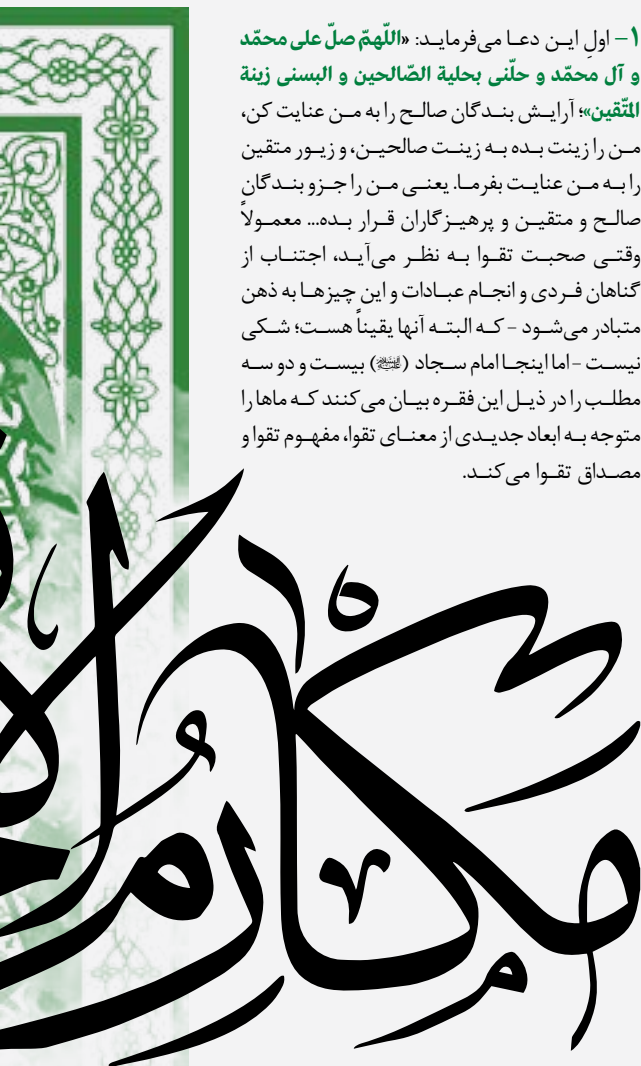 ۱- اولِ این دعا می‌فرماید: «اللّهمّ صلّ علی محمّد
و آل محمّد و حلّنی بحلیة الصّالحین و البسنی زینة
المتّقین»؛ آرایش بندگان صالح را به من عنایت کن،
من را زینت بده به زینت صالحین، و زیور متقین
را به من عنایت بفرما. یعنی من را جزو بندگان
صالح و متقین و پرهیزگاران قرار بده... معمولاً
وقتی صحبت تقوا به نظر می‌آید، اجتناب از
گناهان فردی و انجام عبادات و این چیزها به ذهن
متبادر می‌شود - که البته آنها یقیناً هست؛ شکی
نیست - اما اینجا امام سجاد (علیه‌السلام) بیست و دو سه
مطلب را در ذیل این فقره بیان می‌کنند که ماها را
متوجه به ابعاد جدیدی از معنای تقوا، مفهوم تقوا و
مصداق تقوا می‌کند.
مکارم